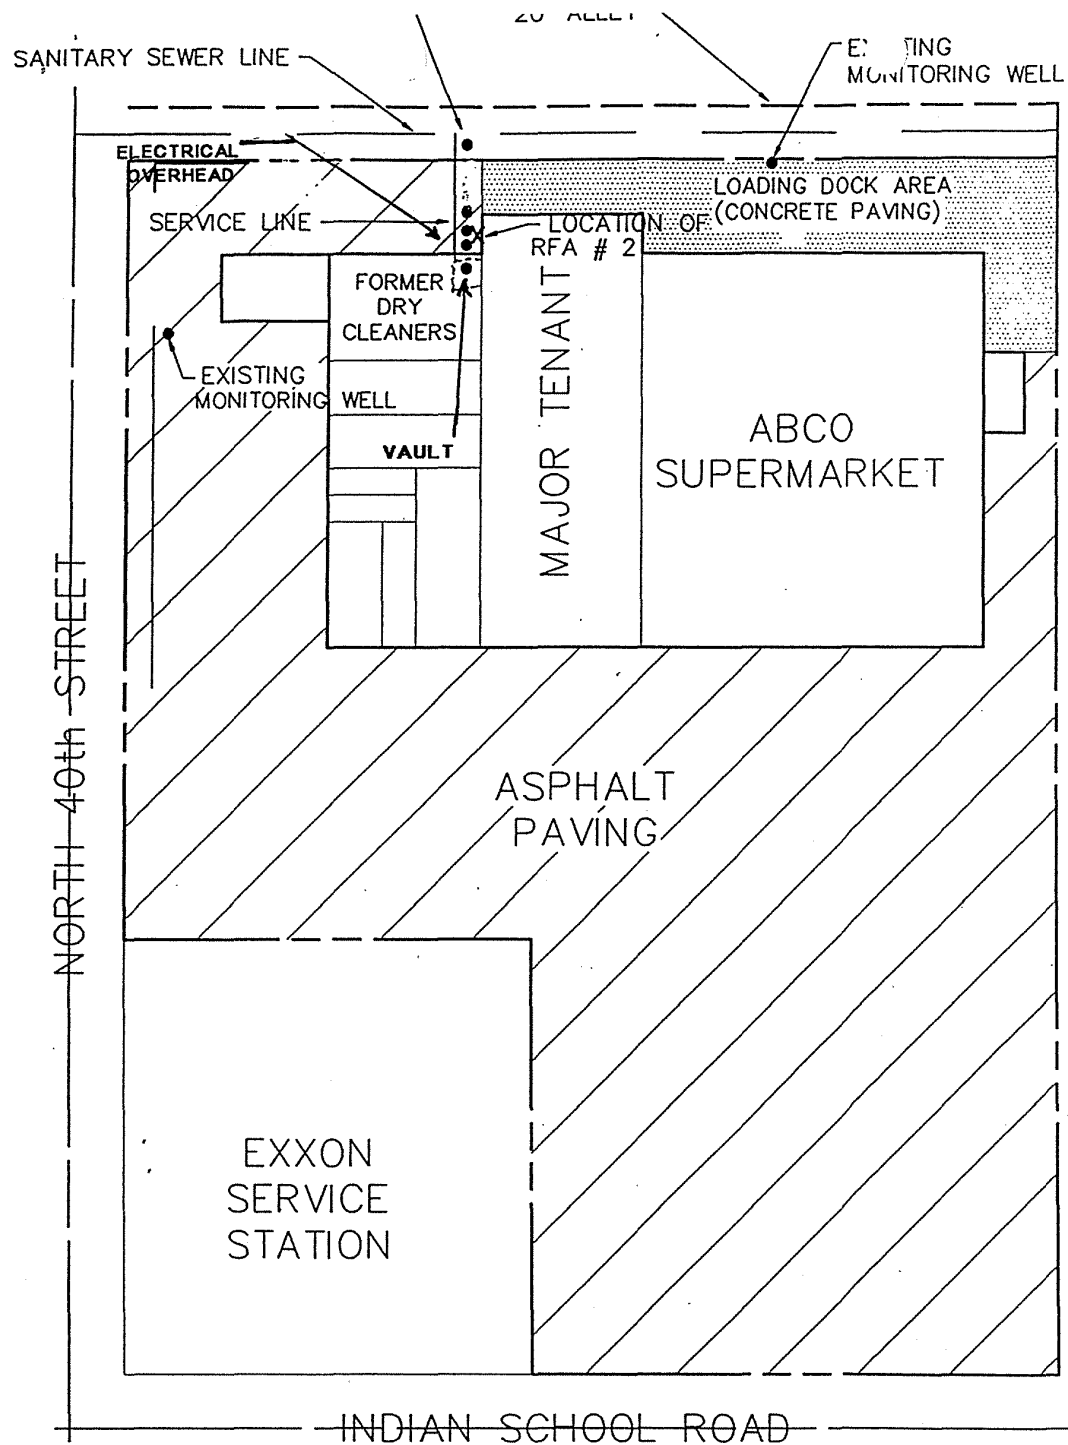 20' ALLEY
SANITARY SEWER LINE
MONITORING WELL
ELECTRICAL
OVERHEAD
LOADING DOCK AREA
(CONCRETE PAVING)
SERVICE LINE
LOCATION OF
RFA # 2
FORMER
DRY
CLEANERS
EXISTING
MONITORING WELL
VAULT
MAJOR TENANT
ABCO
SUPERMARKET
NORTH 40th STREET
ASPHALT
PAVING
EXXON
SERVICE
STATION
INDIAN SCHOOL ROAD